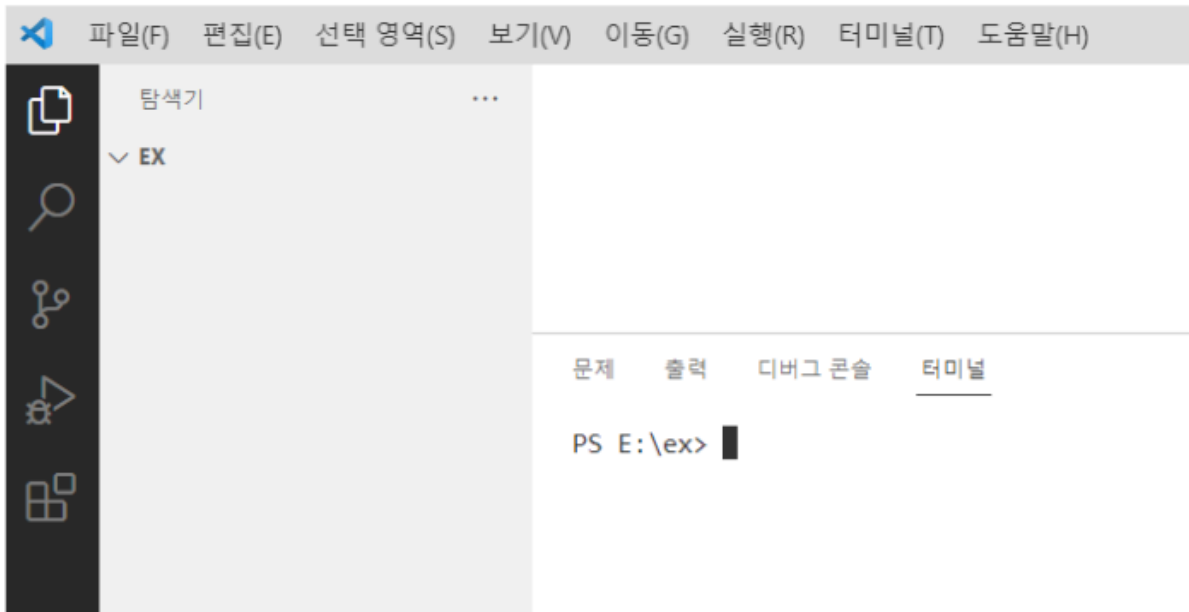 파일(F) 편집(E) 선택 영역(S) 보기(V) 이동(G) 실행(R) 터미널(T) 도움말(H)
탐색기 ···
EX
문제 출력 디버그 콘솔 터미널
PS E:\ex>